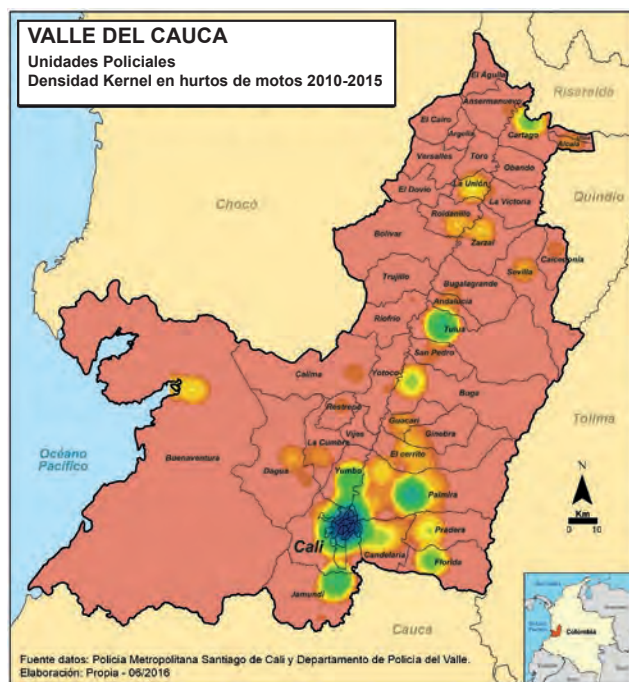 VALLE DEL CAUCA
Unidades Policiales
Densidad Kernel en hurtos de motos 2010-2015
El Águila
Risaralda
Ansermanuevo
El Cairo
Cartago
Argelia
Alcalá
Versalles
Toro
Obando
La Unión
Quindío
El Dovio
La Victoria
Chocó
Roldanillo
Bolívar
Zarzal
Caicedonia
Trujillo
Sevilla
Bugalagrande
Andalucía
Riofrío
Tulua
San Pedro
Calima
Yotoco
Restrepo
Buga
Tolima
Guacarí
Vijes
Ginebra
Océano
Pacífico
La Cumbre
El cerrito
Buenaventura
Dagua
Yumbo
N
Palmira
Km
0 10
Pradera
Cali
Candelaria
Florida
Jamundí
Cauca
Colombia
Fuente datos: Policia Metropolitana Santiago de Cali y Departamento de Policía del Valle.
Elaboración: Propia - 06/2016